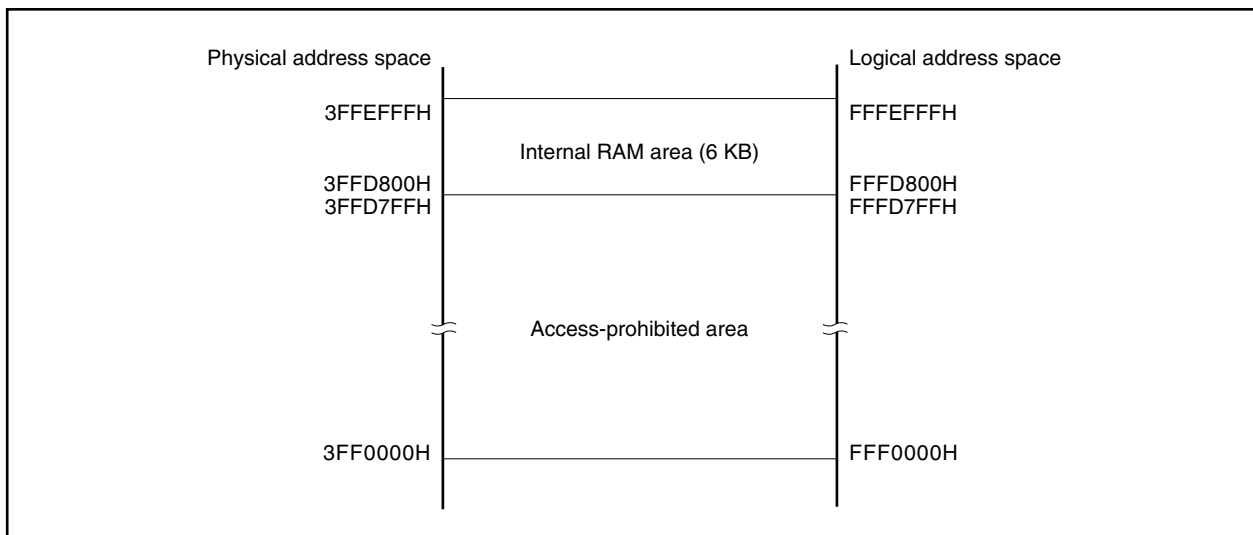 Physical address space
Logical address space
3FFEFFFH
FFFEFFFH
Internal RAM area (6 KB)
3FFD800H
FFFD800H
3FFD7FFH
FFFD7FFH
Access-prohibited area
3FF0000H
FFF0000H